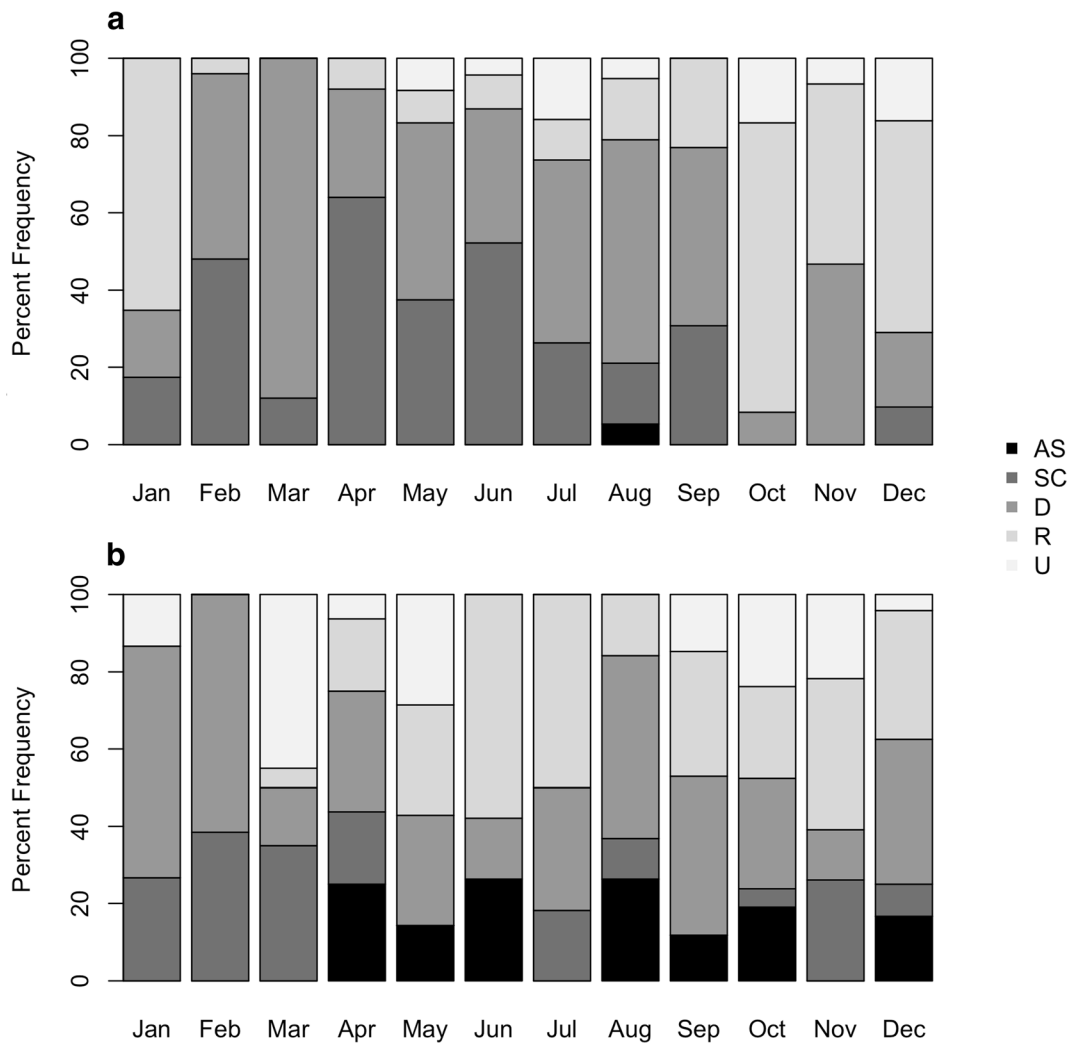 a
Percent Frequency
100
80
60
40
20
0
Jan Feb Mar Apr May Jun Jul Aug Sep Oct Nov Dec
AS
SC
D
R
U
b
Percent Frequency
100
80
60
40
20
0
Jan Feb Mar Apr May Jun Jul Aug Sep Oct Nov Dec